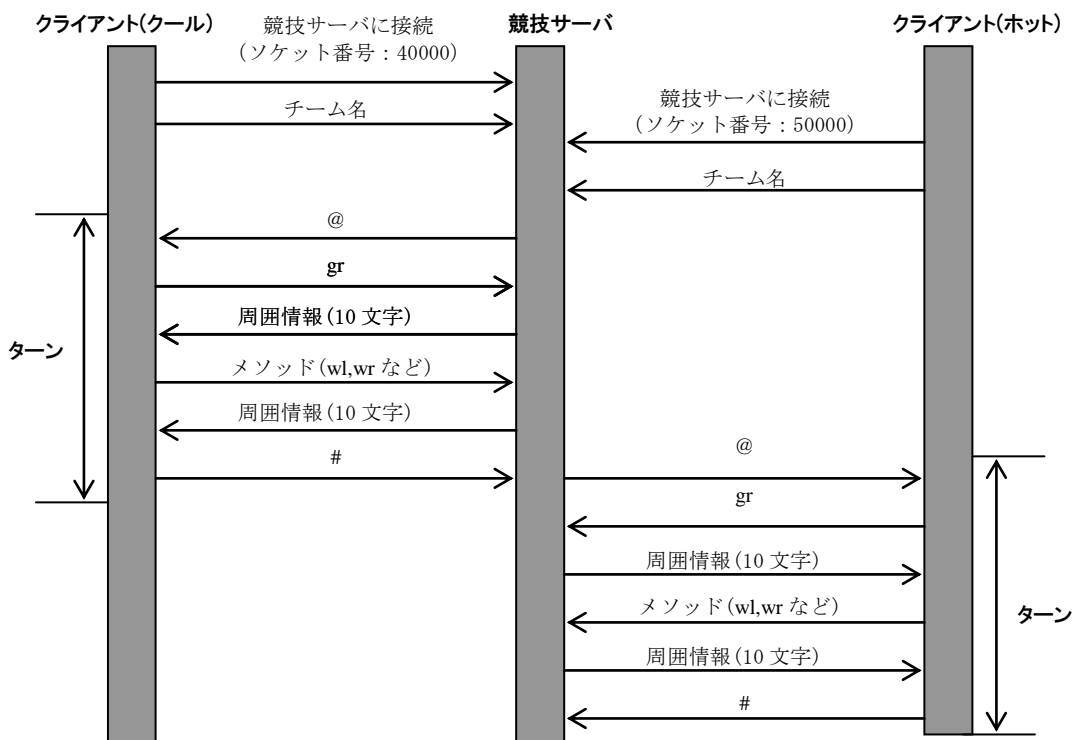 クライアント(クール)
競技サーバに接続
(ソケット番号：40000)
競技サーバ
クライアント(ホット)
チーム名
競技サーバに接続
(ソケット番号：50000)
チーム名
@
gr
周囲情報(10 文字)
ターン
メソッド(wl,wr など)
周囲情報(10 文字)
#
@
gr
周囲情報(10 文字)
メソッド(wl,wr など)
ターン
周囲情報(10 文字)
#